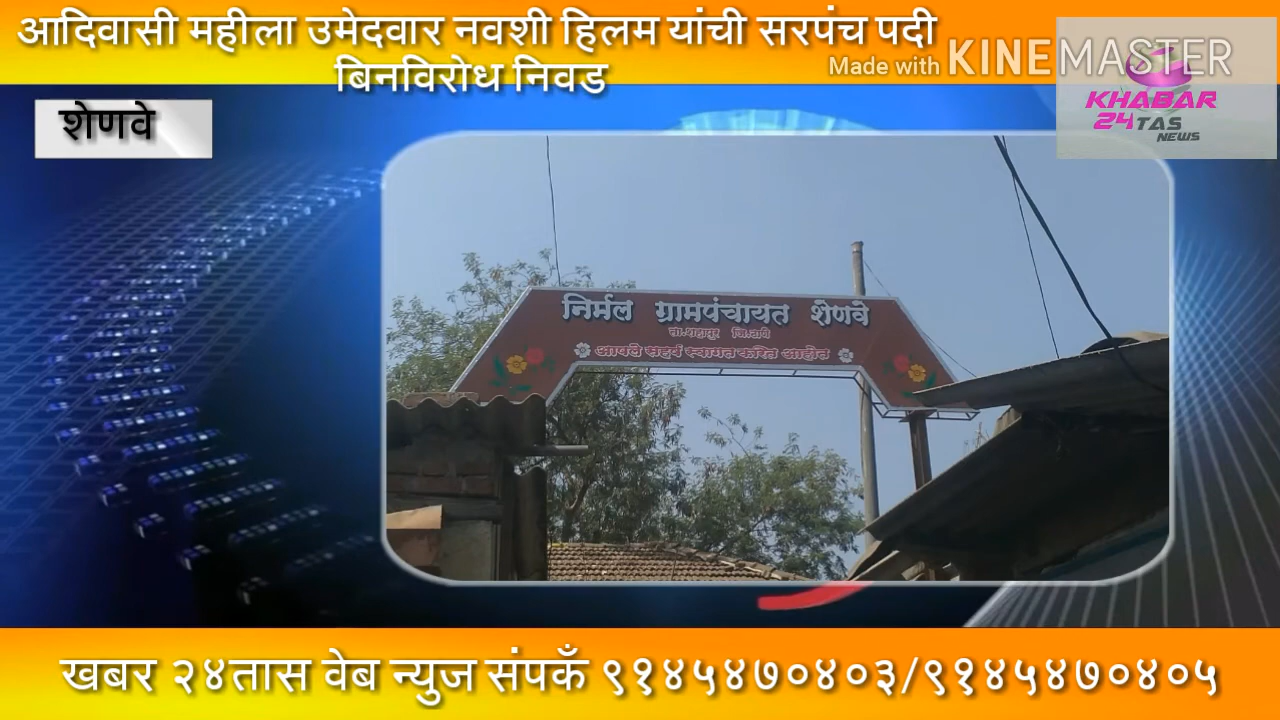 आदिवासी महीला उमेदवार नवशी हिलम यांची सरपंच पदी
बिनविरोध निवड
Made with KINEMASTER
KHABAR
24TAS
NEWS
शेणवे
निर्मल ग्रामपंचायत शेणवे
ता.शहापूर जि.ठाणे
आपले सहर्ष स्वागत करित आहोत
खबर २४तास वेब न्युज संपर्कँ ९१४५४७०४०३/९१४५४७०४०५